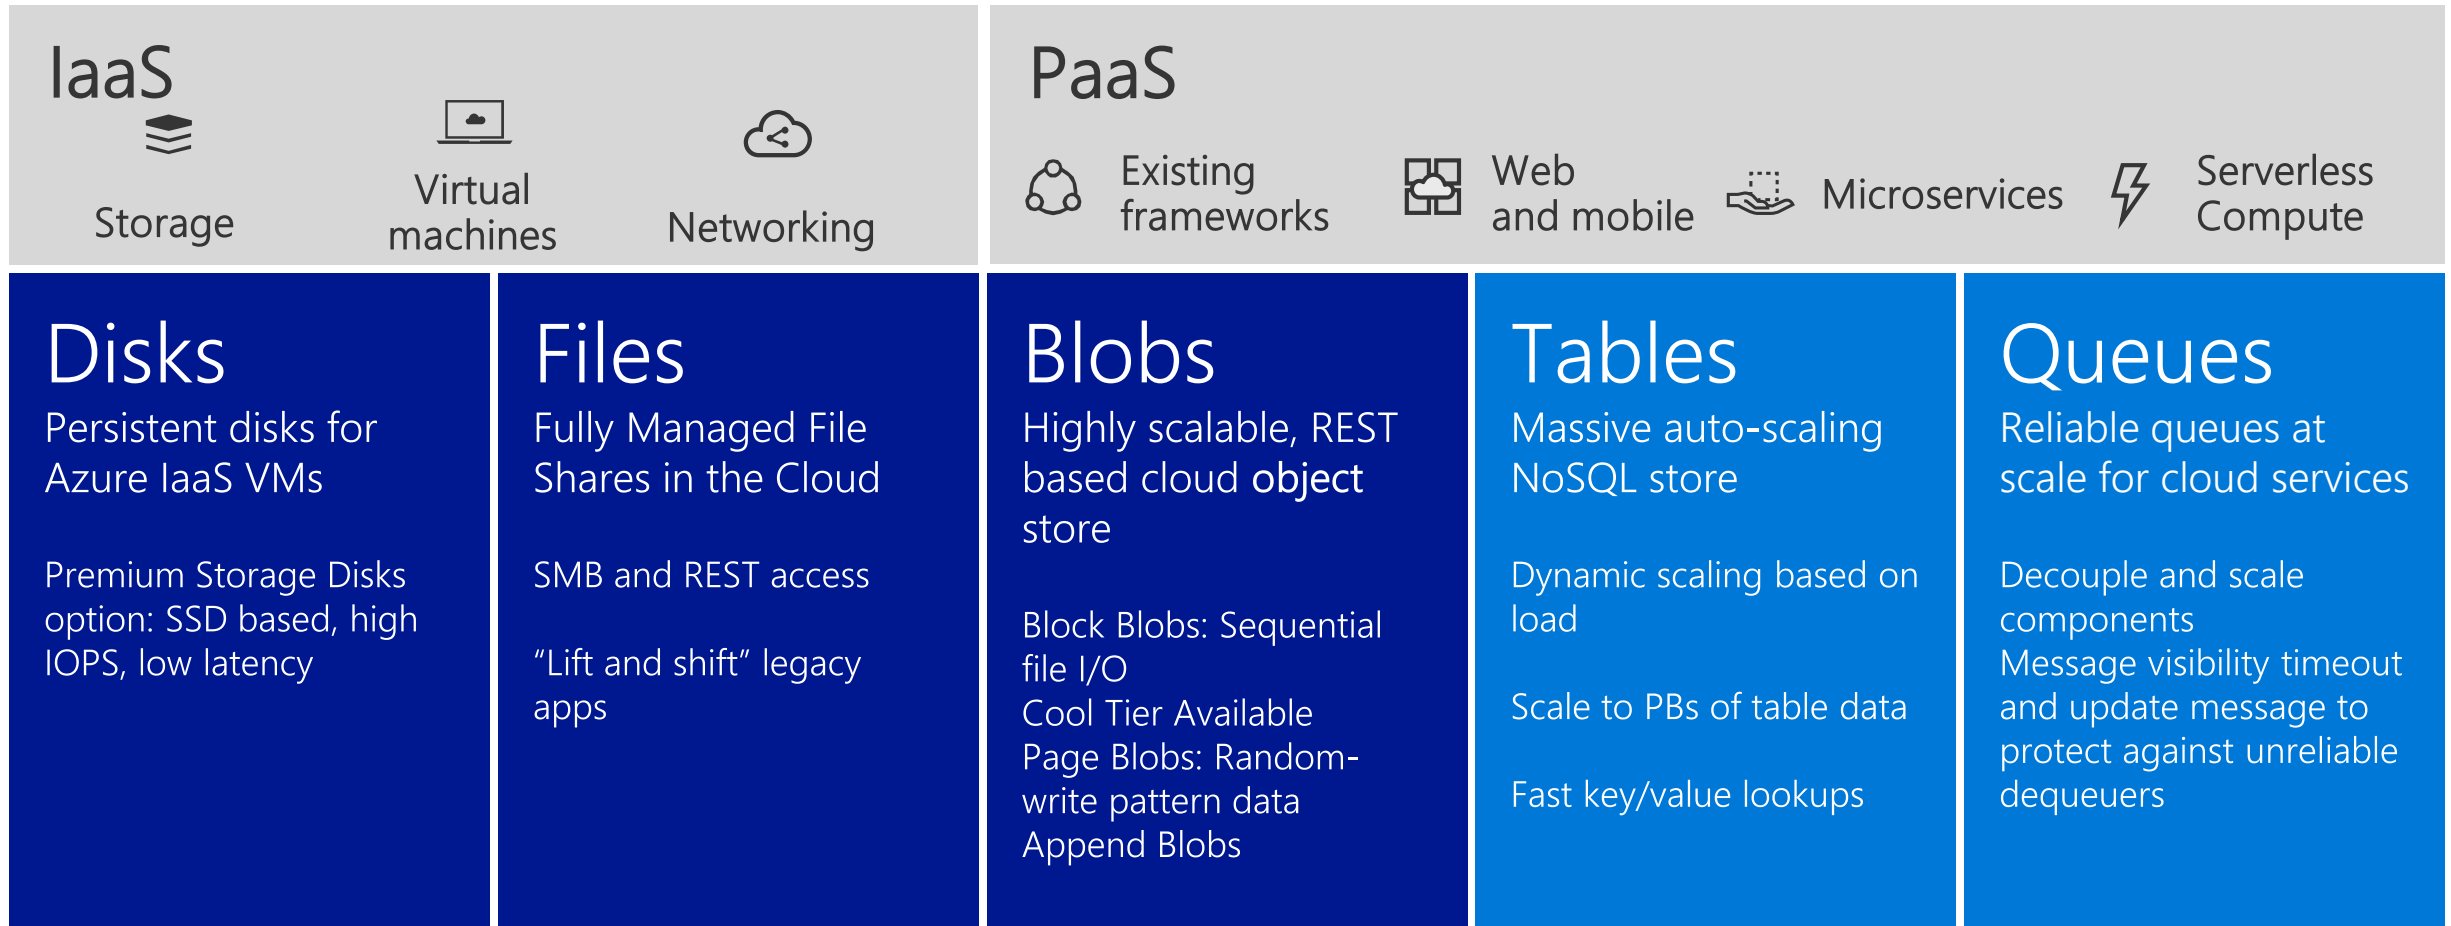 IaaS
Storage
Virtual
machines
Networking
PaaS
Existing
frameworks
Web
and mobile
Microservices
Serverless
Compute
Disks
Persistent disks for
Azure IaaS VMs
Premium Storage Disks
option: SSD based, high
IOPS, low latency
Files
Fully Managed File
Shares in the Cloud
SMB and REST access
“Lift and shift” legacy
apps
Blobs
Highly scalable, REST
based cloud object
store
Block Blobs: Sequential
file I/O
Cool Tier Available
Page Blobs: Random-
write pattern data
Append Blobs
Tables
Massive auto-scaling
NoSQL store
Dynamic scaling based on
load
Scale to PBs of table data
Fast key/value lookups
Queues
Reliable queues at
scale for cloud services
Decouple and scale
components
Message visibility timeout
and update message to
protect against unreliable
dequeuers